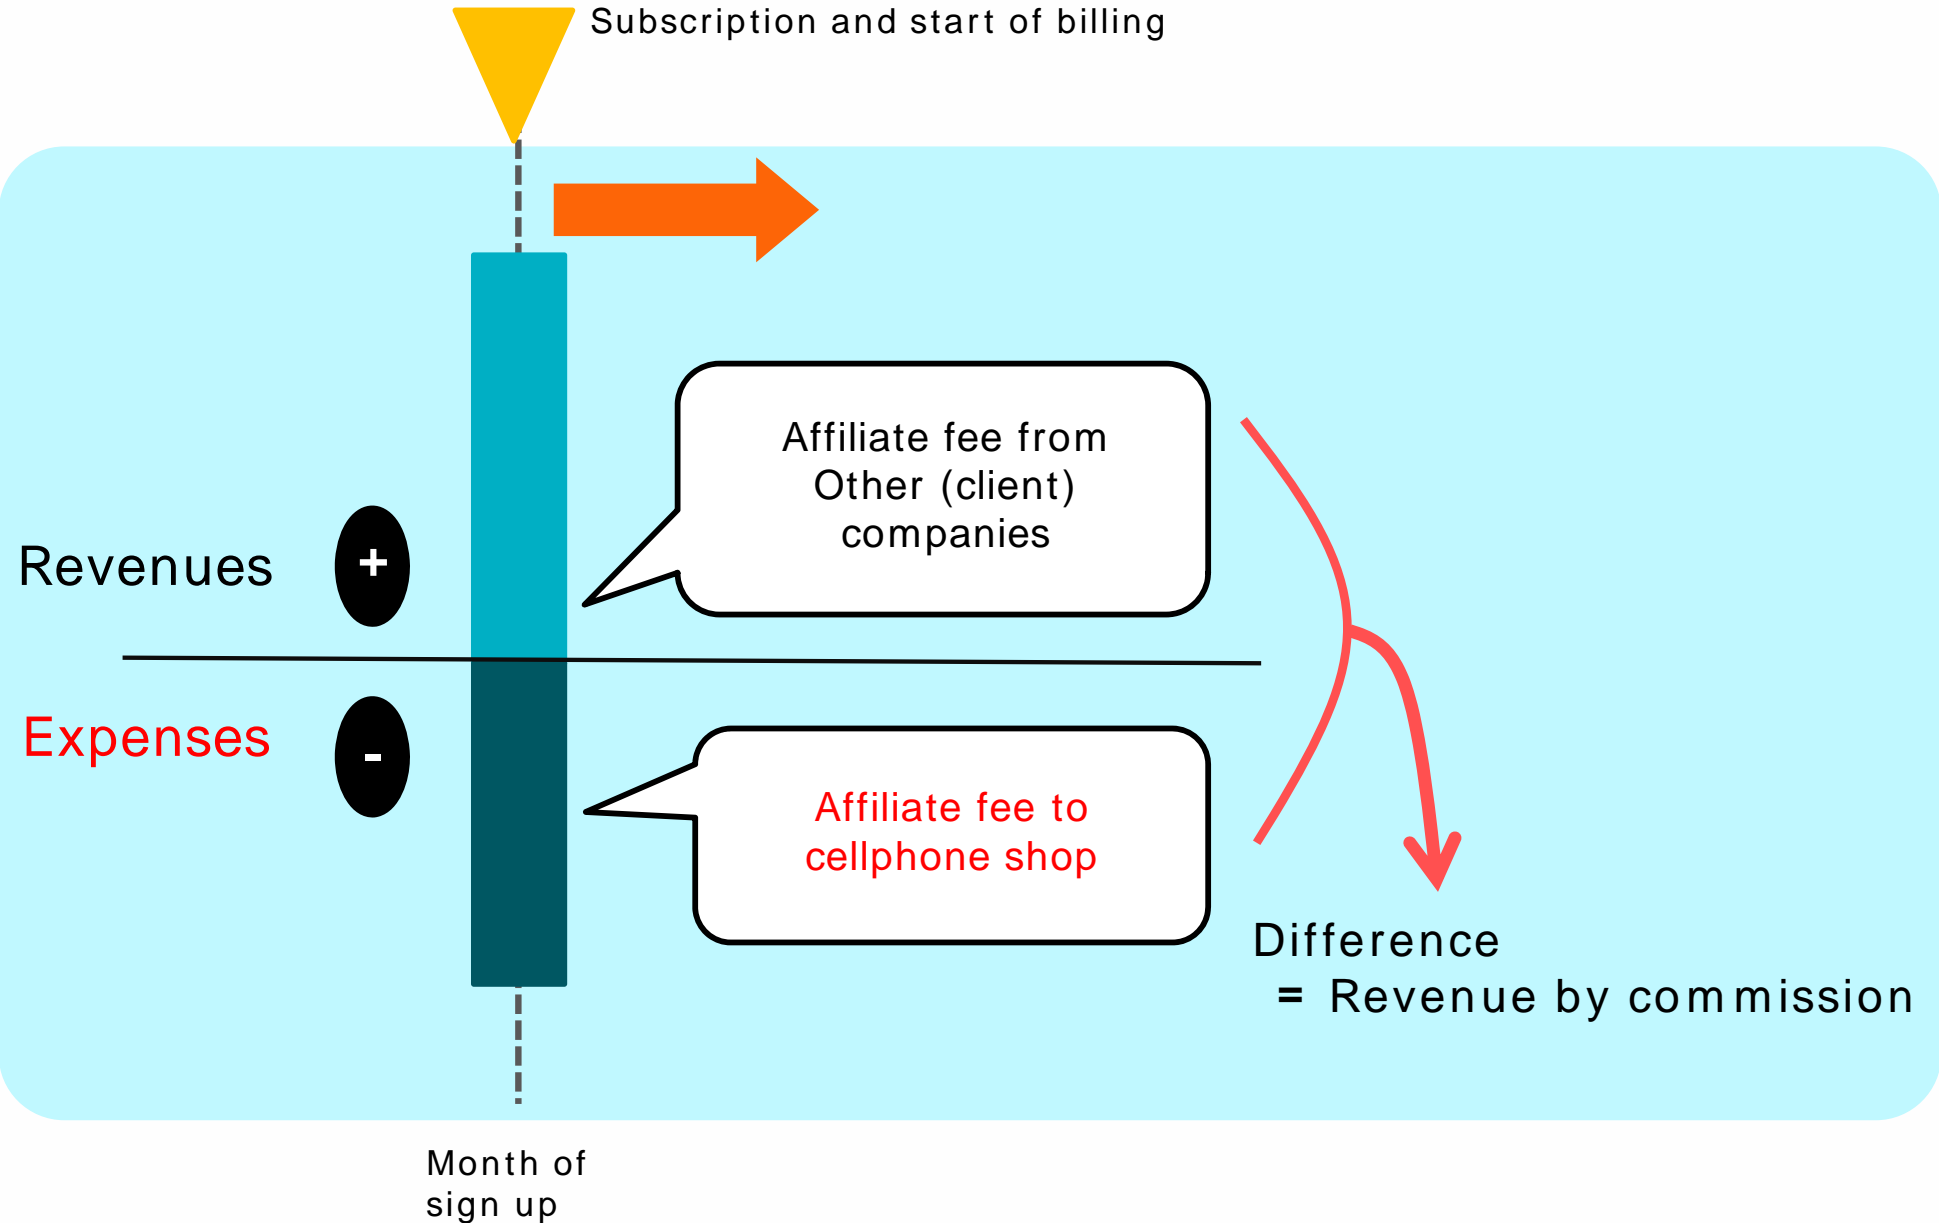 Subscription and start of billing
Affiliate fee from
Other (client)
companies
Revenues
+
Expenses
-
Affiliate fee to
cellphone shop
Difference
= Revenue by commission
Month of
sign up